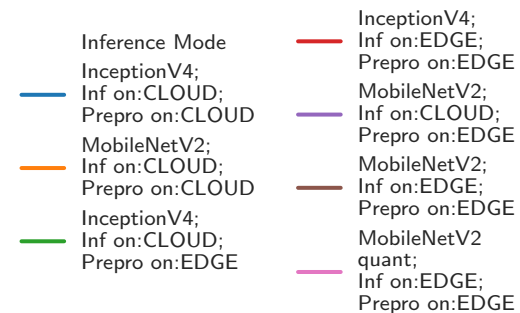 Inference Mode
InceptionV4;
Inf on:CLOUD;
Prepro on:CLOUD
MobileNetV2;
Inf on:CLOUD;
Prepro on:CLOUD
InceptionV4;
Inf on:CLOUD;
Prepro on:EDGE
InceptionV4;
Inf on:EDGE;
Prepro on:EDGE
MobileNetV2;
Inf on:CLOUD;
Prepro on:EDGE
MobileNetV2;
Inf on:EDGE;
Prepro on:EDGE
MobileNetV2
quant;
Inf on:EDGE;
Prepro on:EDGE